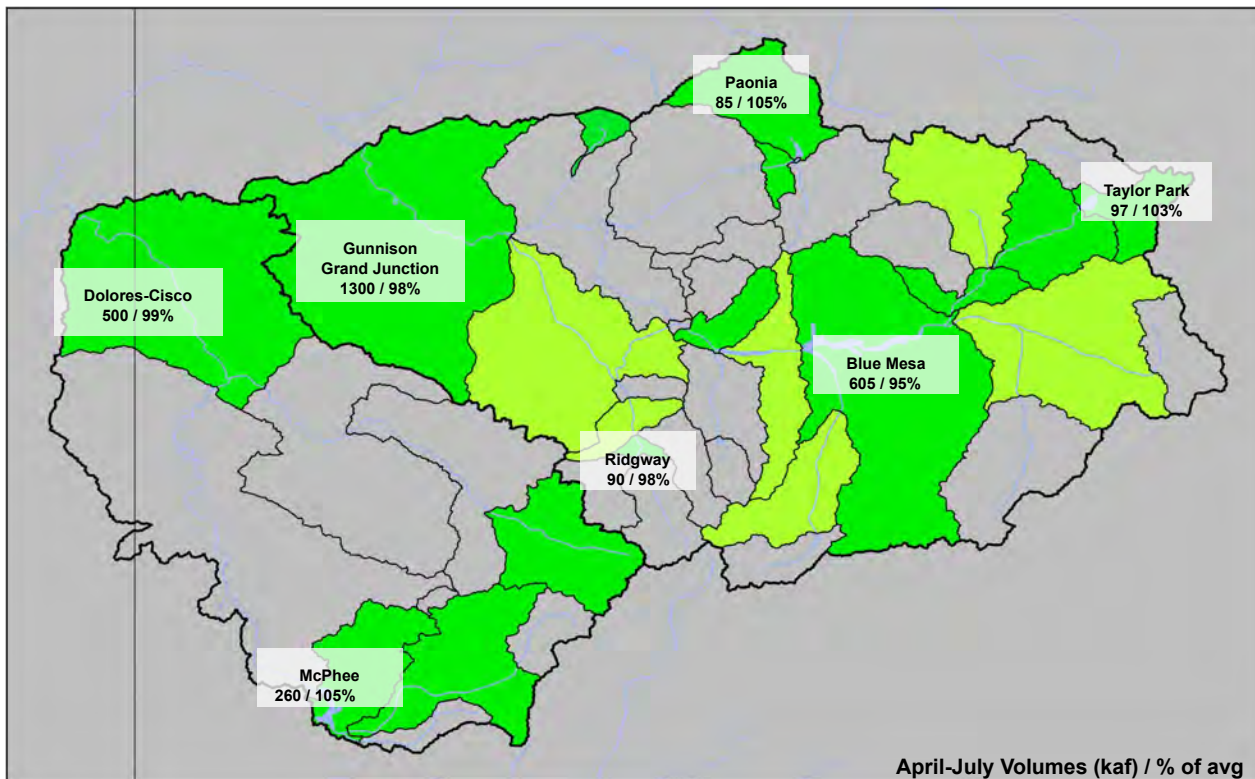 Paonia
85 / 105%
Taylor Park
97 / 103%
Gunnison
Grand Junction
1300 / 98%
Dolores-Cisco
500 / 99%
Blue Mesa
605 / 95%
Ridgway
90 / 98%
McPhee
260 / 105%
April-July Volumes (kaf) / % of avg